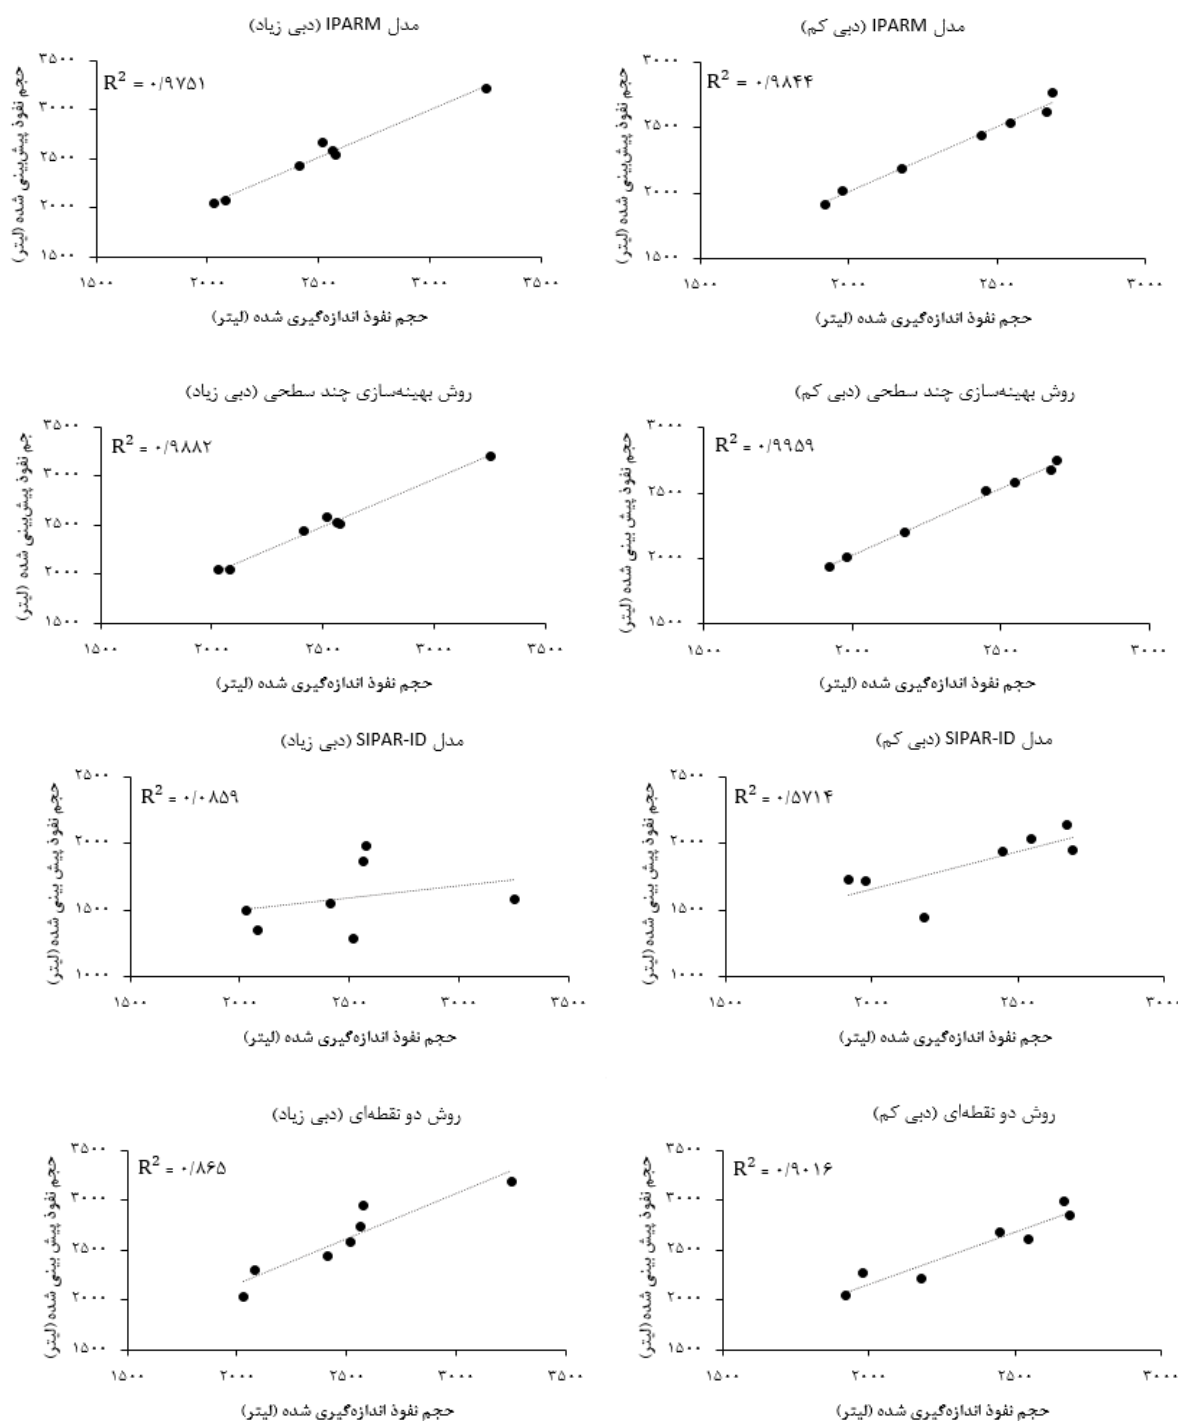 مدل IPARM (دبی کم)
حجم نفوذ پیش‌بینی شده (لیتر)
R² = ۰/۹۸۴۴
۳۰۰۰
۲۵۰۰
۲۰۰۰
۱۵۰۰
۱۵۰۰ ۲۰۰۰ ۲۵۰۰ ۳۰۰۰
حجم نفوذ اندازه‌گیری شده (لیتر)
مدل IPARM (دبی زیاد)
حجم نفوذ پیش‌بینی شده (لیتر)
R² = ۰/۹۷۵۱
۳۵۰۰
۳۰۰۰
۲۵۰۰
۲۰۰۰
۱۵۰۰
۱۵۰۰ ۲۰۰۰ ۲۵۰۰ ۳۰۰۰ ۳۵۰۰
حجم نفوذ اندازه‌گیری شده (لیتر)
روش بهینه‌سازی چند سطحی (دبی کم)
حجم نفوذ پیش بینی شده (لیتر)
R² = ۰/۹۹۵۹
۳۰۰۰
۲۵۰۰
۲۰۰۰
۱۵۰۰
۱۵۰۰ ۲۰۰۰ ۲۵۰۰ ۳۰۰۰
حجم نفوذ اندازه‌گیری شده (لیتر)
روش بهینه‌سازی چند سطحی (دبی زیاد)
جم نفوذ پیش‌بینی شده (لیتر)
R² = ۰/۹۸۸۲
۳۵۰۰
۳۰۰۰
۲۵۰۰
۲۰۰۰
۱۵۰۰
۱۵۰۰ ۲۰۰۰ ۲۵۰۰ ۳۰۰۰ ۳۵۰۰
حجم نفوذ اندازه‌گیری شده (لیتر)
مدل SIPAR-ID (دبی کم)
حجم نفوذ پیش بینی شده (لیتر)
R² = ۰/۵۷۱۴
۲۵۰۰
۲۰۰۰
۱۵۰۰
۱۰۰۰
۱۵۰۰ ۲۰۰۰ ۲۵۰۰ ۳۰۰۰
حجم نفوذ اندازه‌گیری شده (لیتر)
مدل SIPAR-ID (دبی زیاد)
حجم نفوذ پیش بینی شده (لیتر)
R² = ۰/۰۸۵۹
۲۵۰۰
۲۰۰۰
۱۵۰۰
۱۰۰۰
۱۵۰۰ ۲۰۰۰ ۲۵۰۰ ۳۰۰۰ ۳۵۰۰
حجم نفوذ اندازه‌گیری شده (لیتر)
روش دو نقطه‌ای (دبی کم)
حجم نفوذ پیش بینی شده (لیتر)
R² = ۰/۹۰۱۶
۳۵۰۰
۳۰۰۰
۲۵۰۰
۲۰۰۰
۱۵۰۰
۱۵۰۰ ۲۰۰۰ ۲۵۰۰ ۳۰۰۰
حجم نفوذ اندازه‌گیری شده (لیتر)
روش دو نقطه‌ای (دبی زیاد)
حجم نفوذ پیش بینی شده (لیتر)
R² = ۰/۸۶۵
۳۵۰۰
۳۰۰۰
۲۵۰۰
۲۰۰۰
۱۵۰۰
۱۵۰۰ ۲۰۰۰ ۲۵۰۰ ۳۰۰۰ ۳۵۰۰
حجم نفوذ اندازه‌گیری شده (لیتر)